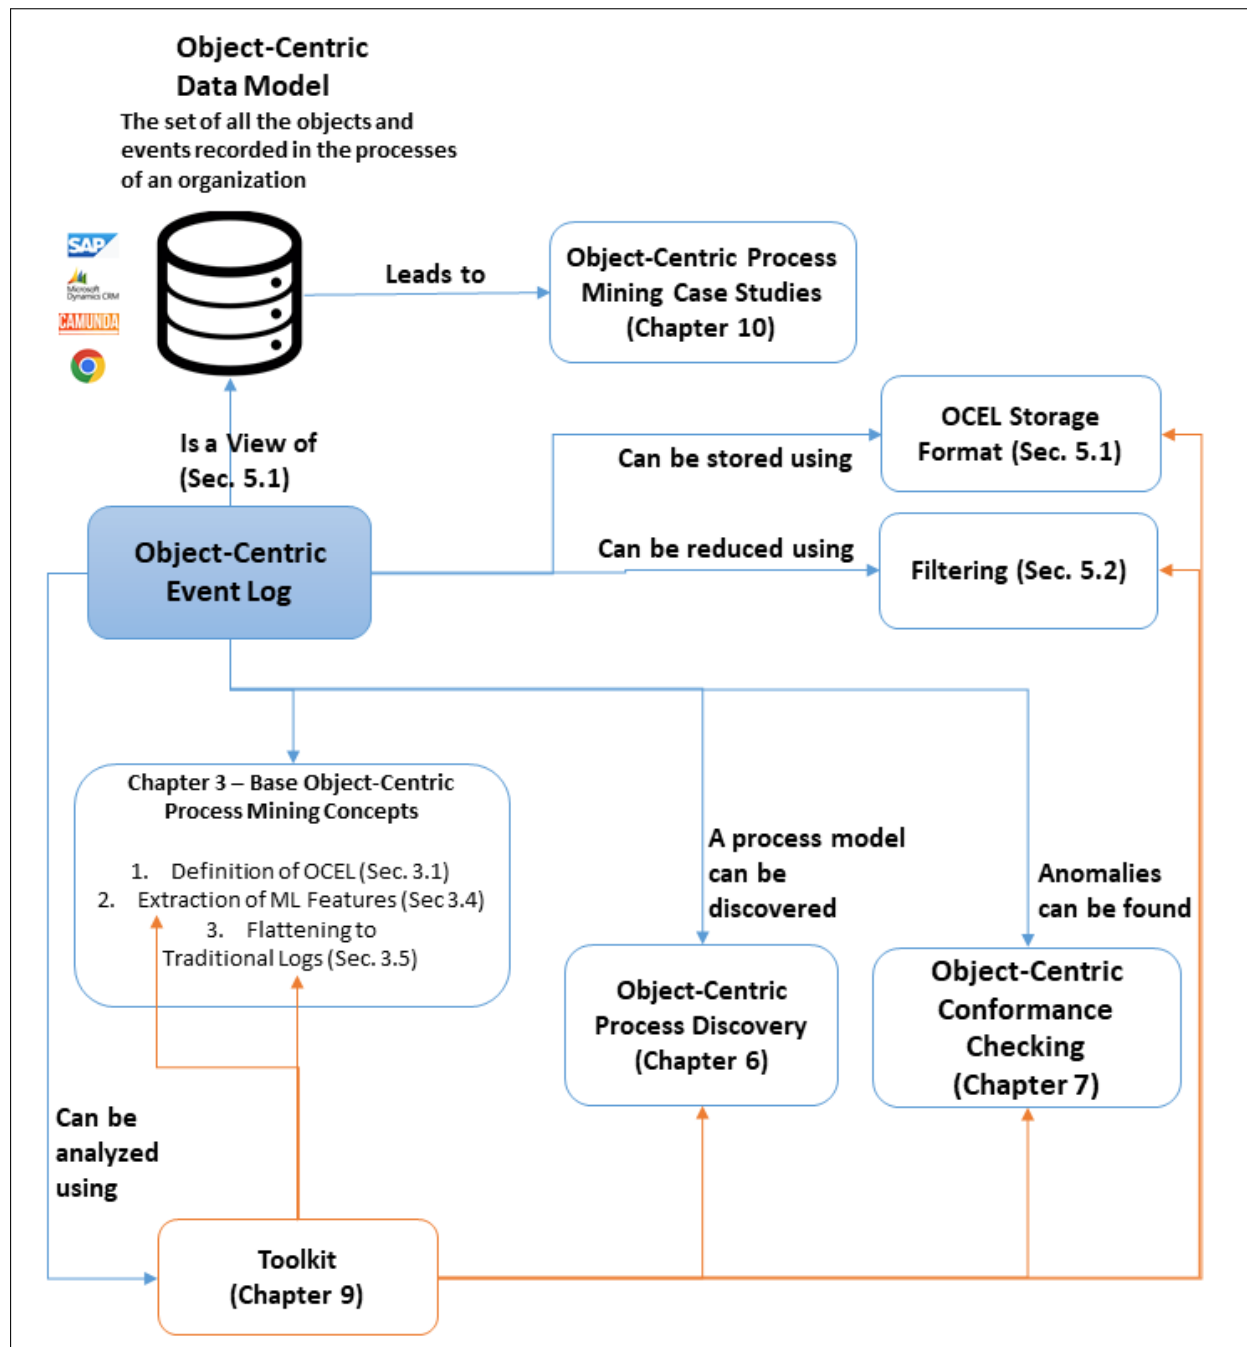 Object-Centric
Data Model
The set of all the objects and
events recorded in the processes
of an organization
SAP
Microsoft
Dynamics CRM
CAMUNDA
Leads to
Object-Centric Process
Mining Case Studies
(Chapter 10)
Is a View of
(Sec. 5.1)
OCEL Storage
Format (Sec. 5.1)
Can be stored using
Object-Centric
Event Log
Can be reduced using
Filtering (Sec. 5.2)
Chapter 3 – Base Object-Centric
Process Mining Concepts
1. Definition of OCEL (Sec. 3.1)
2. Extraction of ML Features (Sec 3.4)
3. Flattening to
Traditional Logs (Sec. 3.5)
A process model
can be
discovered
Anomalies
can be found
Object-Centric
Process Discovery
(Chapter 6)
Object-Centric
Conformance
Checking
(Chapter 7)
Can be
analyzed
using
Toolkit
(Chapter 9)